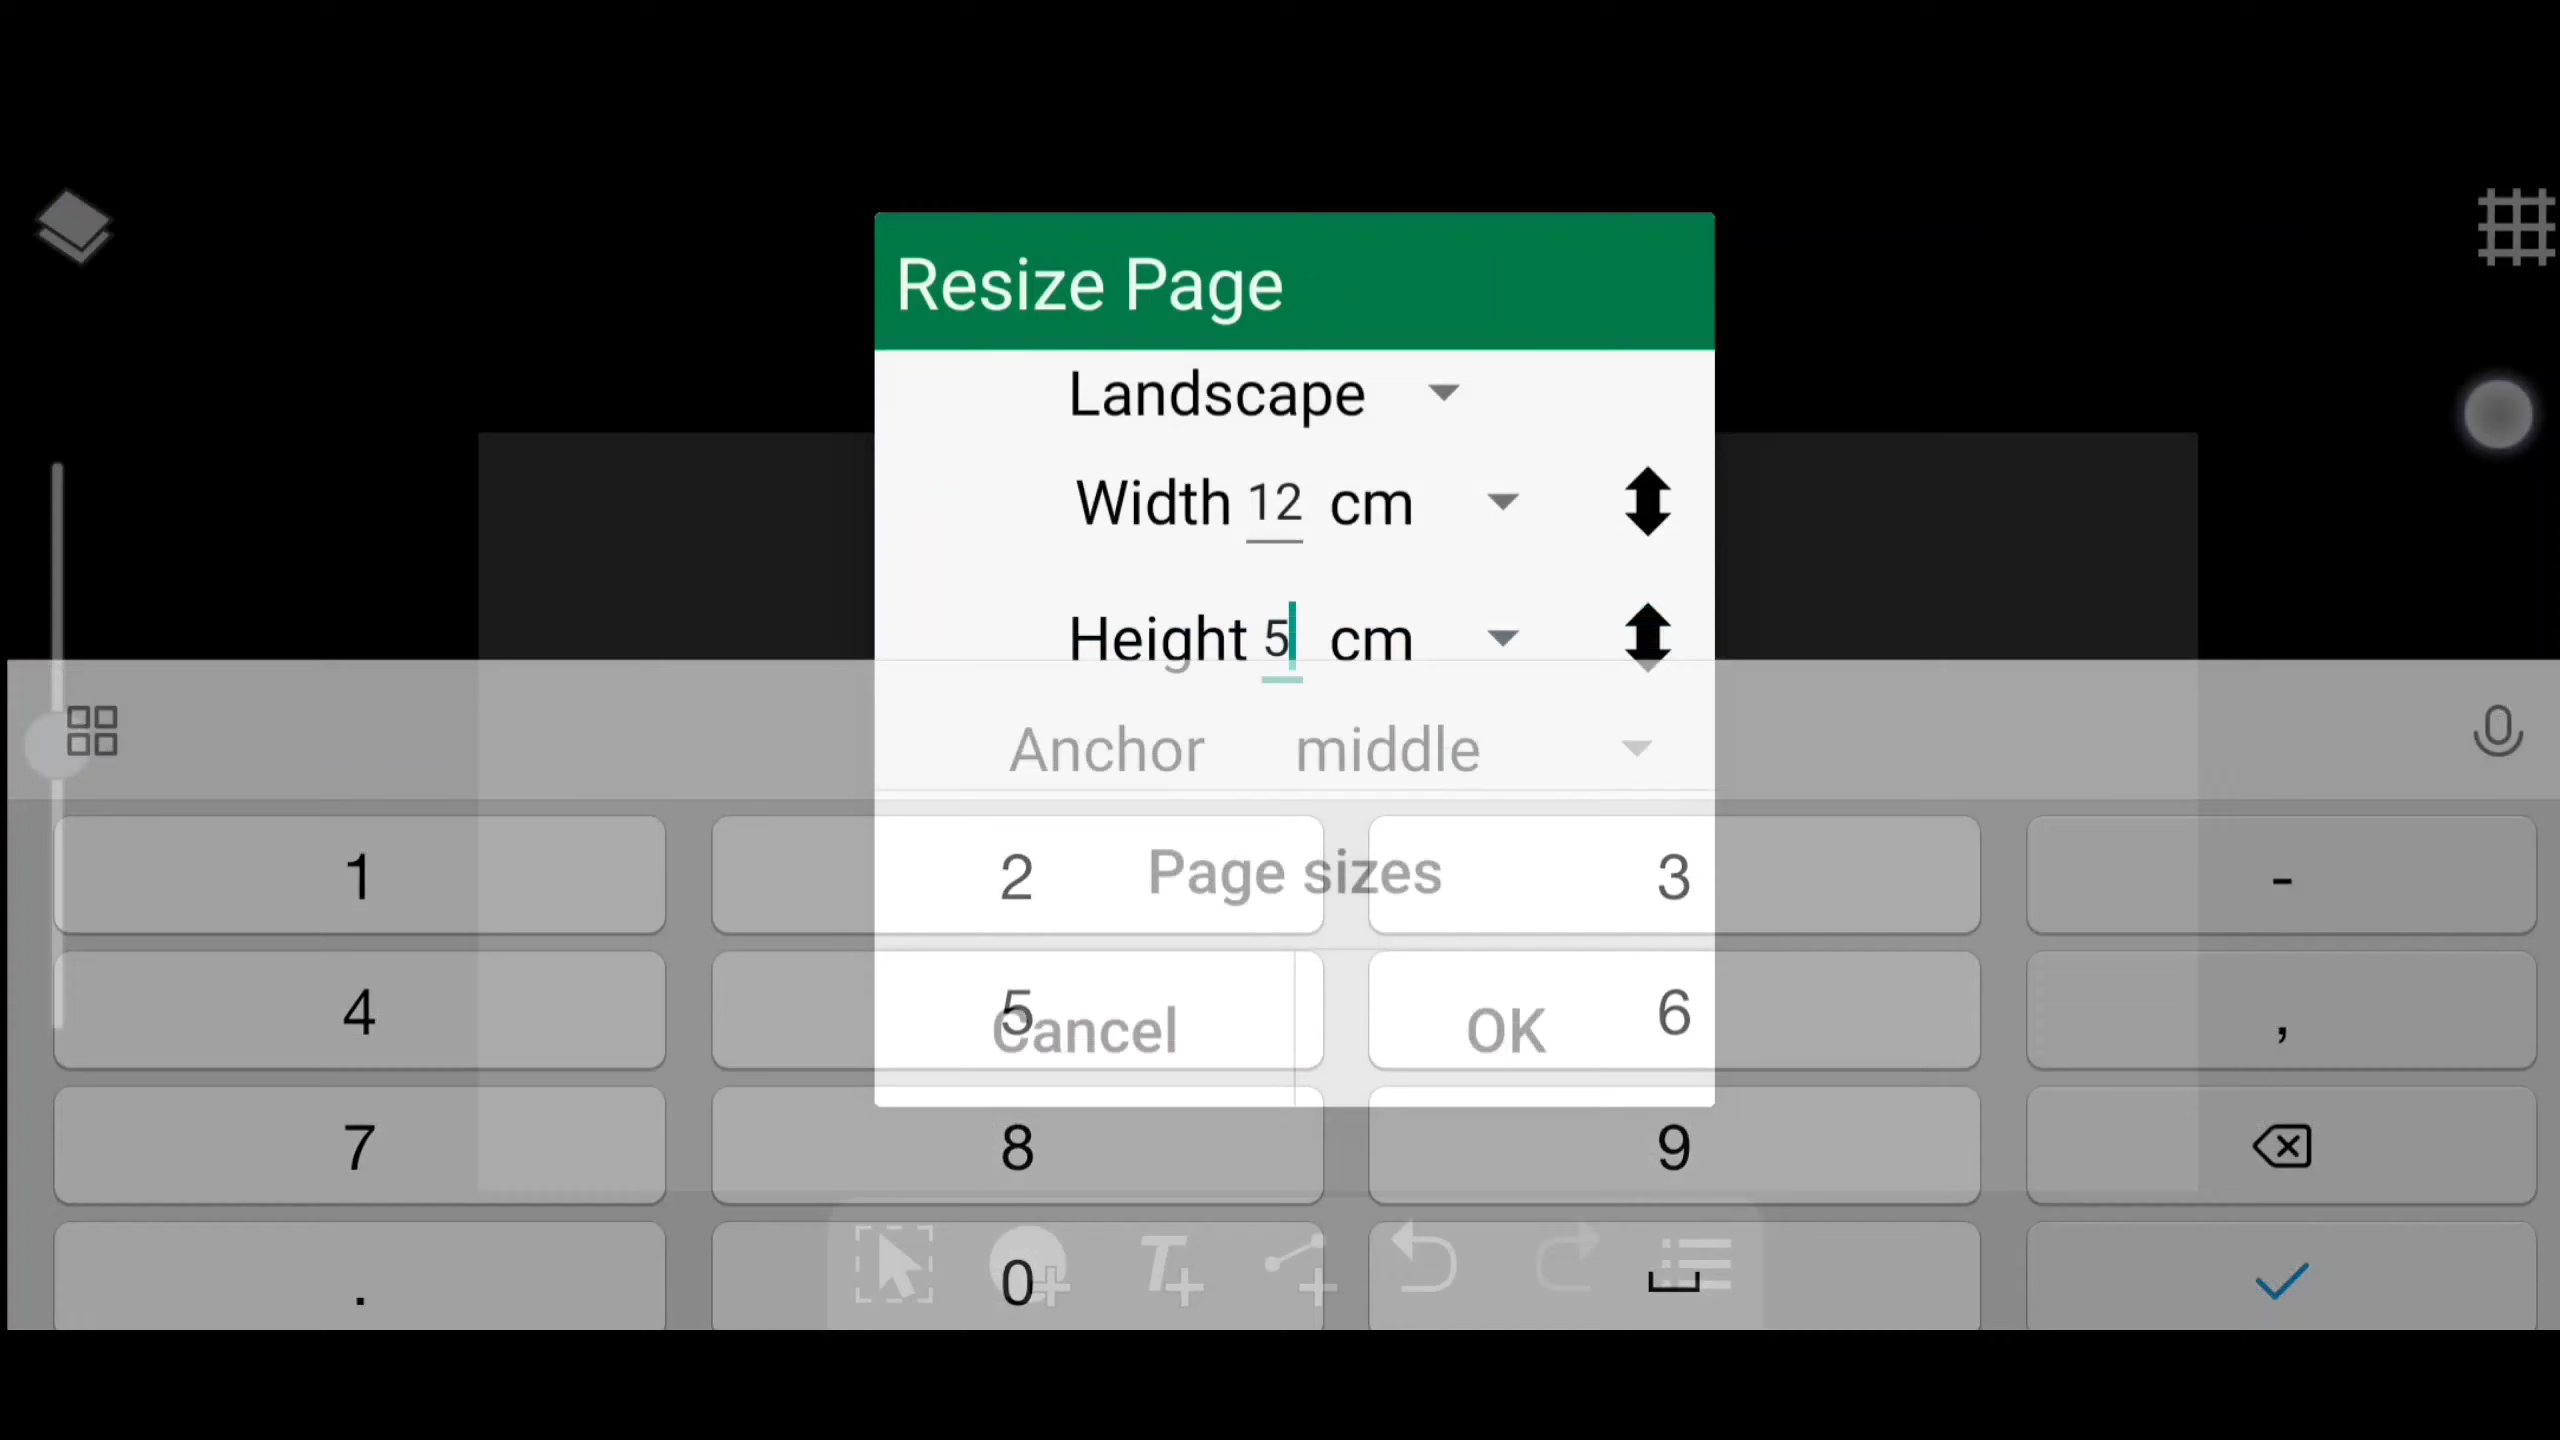 Resize Page
Landscape
Width 12 cm
Height 5 cm
Anchor middle
1 2 3 -
Page sizes
4 5 6 ,
Cancel OK
7 8 9
. 0
T